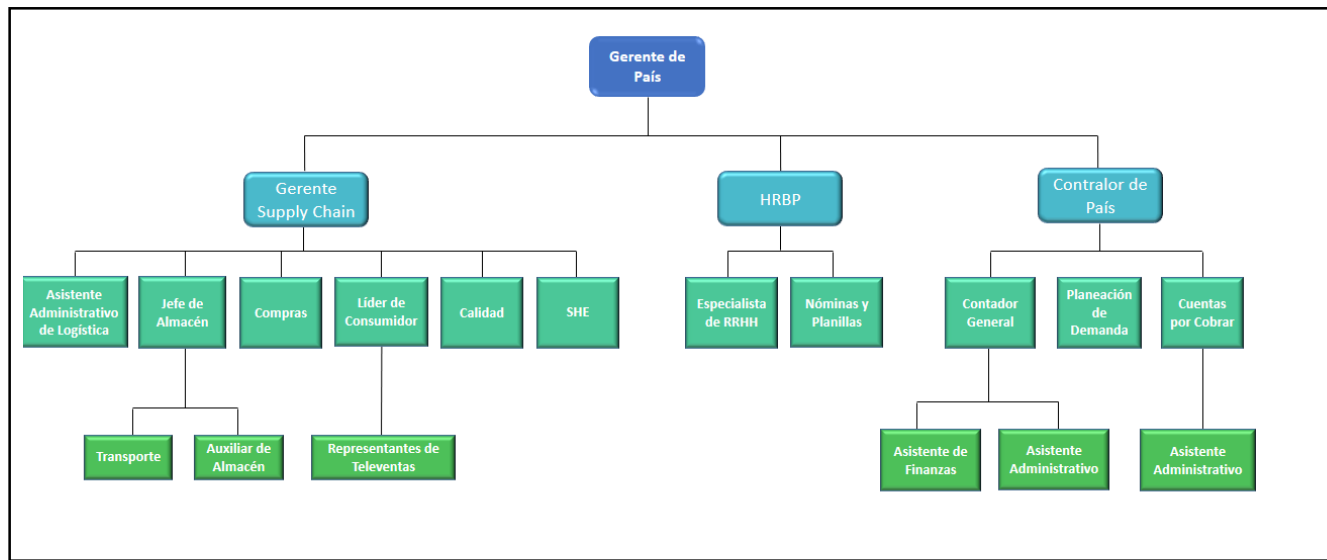 Gerente de
País
Gerente
Supply Chain
HRBP
Contralor de
País
Asistente
Administrativo
de Logística
Jefe de
Almacén
Compras
Líder de
Consumidor
Calidad
SHE
Especialista
de RRHH
Nóminas y
Planillas
Contador
General
Planeación
de
Demanda
Cuentas
por Cobrar
Transporte
Auxiliar de
Almacén
Representantes de
Televentas
Asistente de
Finanzas
Asistente
Administrativo
Asistente
Administrativo